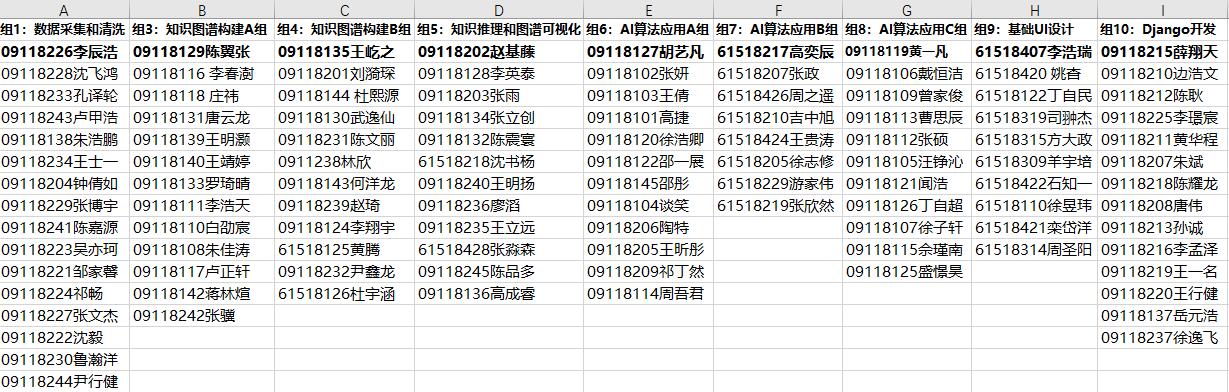 A B C D E F G H I
组1：数据采集和清洗 组3：知识图谱构建A组 组4：知识图谱构建B组 组5：知识推理和图谱可视化 组6：AI算法应用A组 组7：AI算法应用B组 组8：AI算法应用C组 组9：基础UI设计 组10：Django开发
09118226李辰浩 09118129陈翼张 09118135王屹之 09118202赵基藤 09118127胡艺凡 61518217高奕辰 09118119黄一凡 61518407李浩瑞 09118215薛翔天
09118228沈飞鸿 09118116 李春澍 09118201刘漪琛 09118128李英泰 09118102张妍 61518207张政 09118106戴恒洁 61518420 姚杳 09118210边浩文
09118233孔译轮 09118118 庄祎 09118144 杜熙源 09118203张雨 09118103王倩 61518426周之遥 09118109曾家俊 61518122丁自民 09118212陈耿
09118243卢甲浩 09118131唐云龙 09118130武逸仙 09118134张立创 09118101高捷 61518210吉中旭 09118113曹思辰 61518319司翀杰 09118225李璟宸
09118138朱浩鹏 09118139王明灏 09118231陈文丽 09118132陈震寰 09118120徐浩卿 61518424王贵涛 09118112张硕 61518315方大政 09118211黄华程
09118234王士一 09118140王靖婷 0911238林欣 61518218沈书杨 09118122邵一展 61518205徐志修 09118105汪铮沁 61518309羊宇培 09118207朱斌
09118204钟倩如 09118133罗琦晴 09118143何洋龙 09118240王明扬 09118145邵彤 61518229游家伟 09118121闻浩 61518422石知一 09118218陈耀龙
09118229张博宇 09118111李浩天 09118239赵琦 09118236廖滔 09118104谈笑 61518219张欣然 09118126丁自超 61518110徐昱玮 09118208唐伟
09118241陈嘉源 09118110白劭宸 09118124李翔宇 09118235王立远 09118206陶特 09118107徐子轩 61518421栾岱洋 09118213孙诚
09118223吴亦珂 09118108朱佳涛 61518125黄腾 61518428张淼森 09118205王昕彤 09118115佘瑾南 61518314周圣阳 09118216李孟泽
09118221邹家馨 09118117卢正轩 09118232尹鑫龙 09118245陈品多 09118209祁丁然 09118125盛憬昊 09118219王一名
09118224祁畅 09118142蒋林煊 61518126杜宇涵 09118136高成睿 09118114周吾君 09118220王行健
09118227张文杰 09118242张骥 09118137岳元浩
09118222沈毅 09118237徐逸飞
09118230鲁瀚洋
09118244尹行健